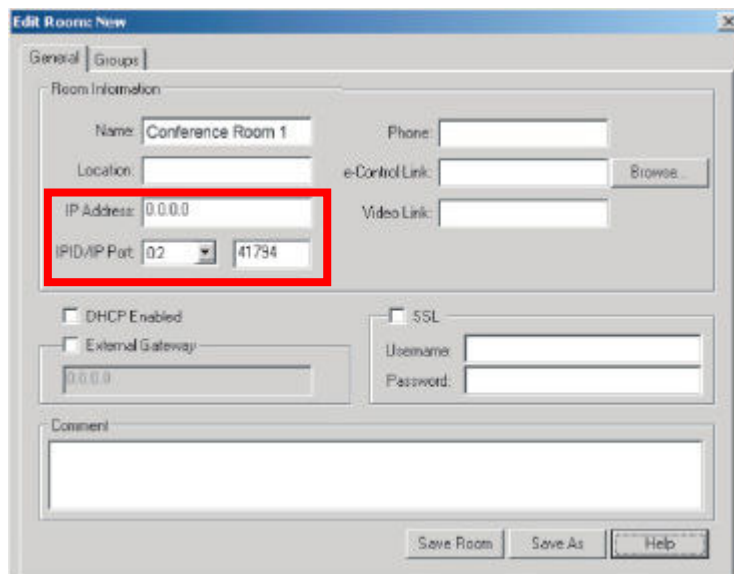 Edit Room: New
General Groups
Room Information
Name: Conference Room 1 Phone:
Location: e-Control Link: Browse...
IP Address: 0.0.0.0 Video Link:
IPID/IP Port: 02 41794
DHCP Enabled SSL
External Gateway Username:
0.0.0.0 Password:
Comment
Save Room Save As Help